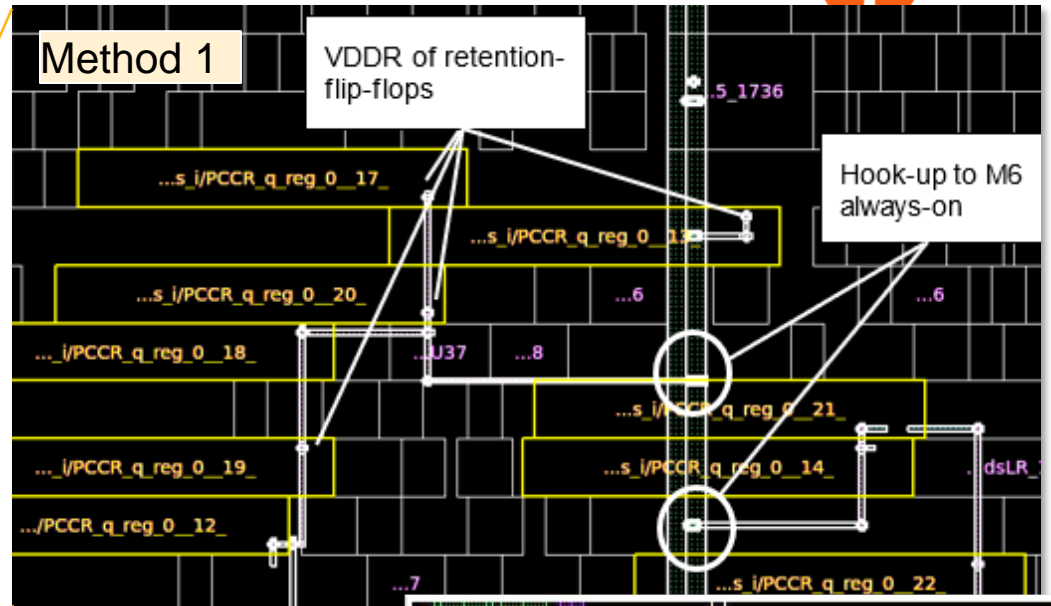 Method 1
VDDR of retention-
flip-flops
..5_1736
Hook-up to M6
always-on
...s_i/PCCR_q_reg_0__17_
...s_i/PCCR_q_reg_0__13_
...s_i/PCCR_q_reg_0__20_
...6
...6
..._i/PCCR_q_reg_0__18_
...U37
...8
...s_i/PCCR_q_reg_0__21_
..._i/PCCR_q_reg_0__19_
...s_i/PCCR_q_reg_0__14_
.../PCCR_q_reg_0__12_
...7
...s_i/PCCR_q_reg_0__22_